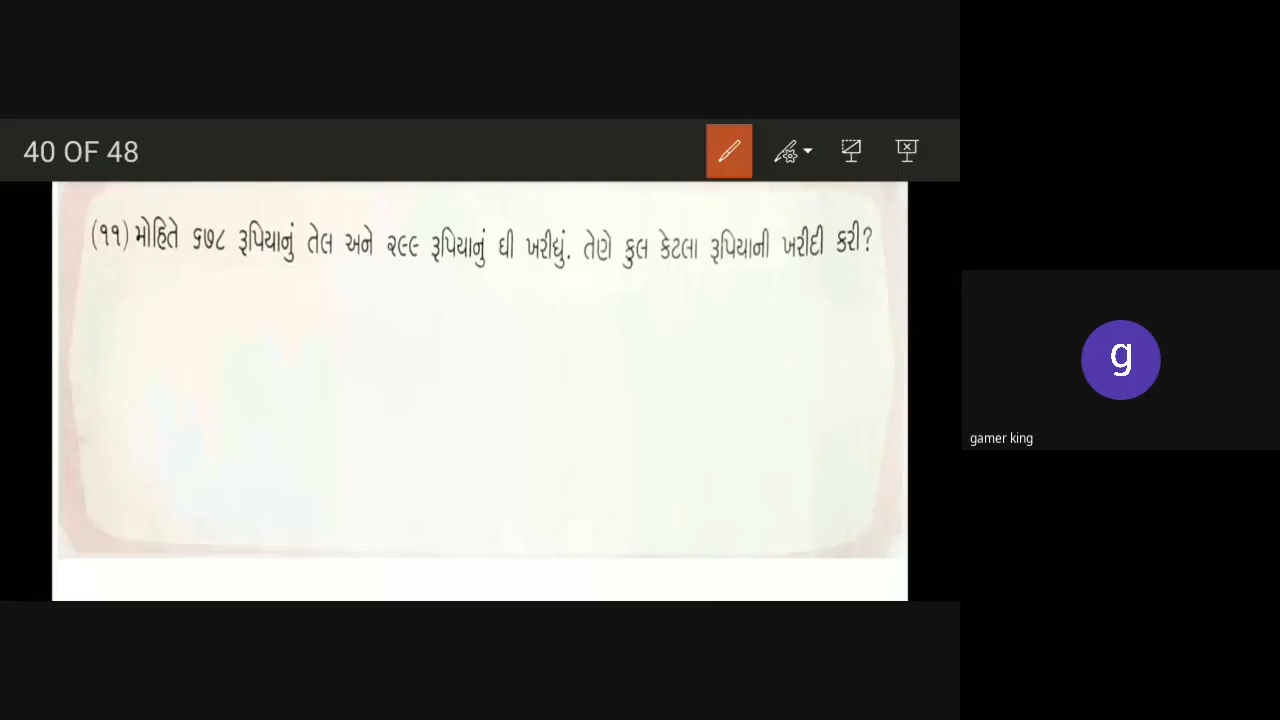 40 OF 48
(૧૧) મોહિતે ૬૭૮ રૂપિયાનું તેલ અને ૨૯૯ રૂપિયાનું ઘી ખરીધું. તેણે કુલ કેટલા રૂપિયાની ખરીદી કરી?
g
gamer king